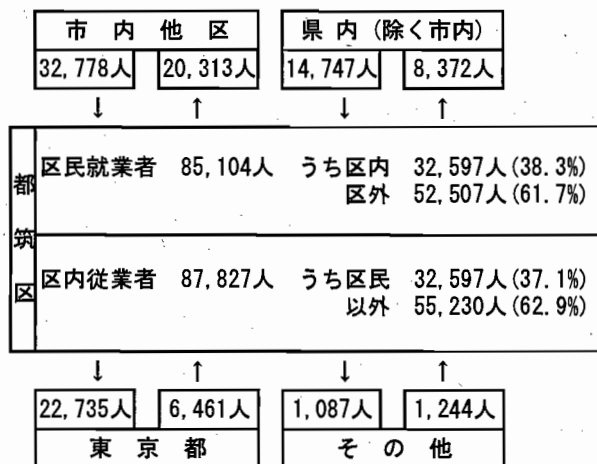 市内他区 県内(除く市内)
32,778人 20,313人 14,747人 8,372人
↓ ↑ ↓ ↑
都筑区
区民就業者 85,104人 うち区内 32,597人(38.3%)
区外 52,507人(61.7%)
区内従業者 87,827人 うち区民 32,597人(37.1%)
以外 55,230人(62.9%)
↓ ↑ ↓ ↑
22,735人 6,461人 1,087人 1,244人
東京都 その他